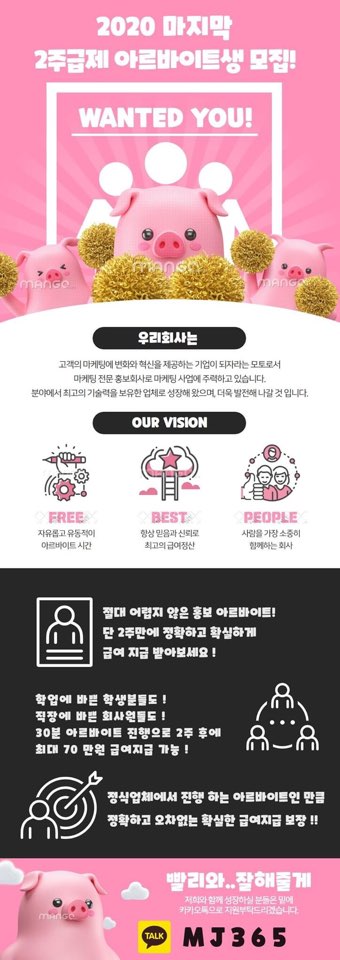 2020 마지막
2주급제 아르바이트생 모집!
WANTED YOU!
MANGO
MANGO
MANGO
우리회사는
고객의 마케팅에 변화와 혁신을 제공하는 기업이 되자라는 모토로서
마케팅 전문 홍보회사로 마케팅 사업에 주력하고 있습니다.
분야에서 최고의 기술력을 보유한 업체로 성장해 왔으며, 더욱 발전해 나갈 것 입니다.
OUR VISION
FREE
자유롭고 유동적이
아르바이트 시간
BEST
항상 믿음과 신뢰로
최고의 급여정산
PEOPLE
사람을 가장 소중히
함께하는 회사
절대 어렵지 않은 홍보 아르바이트!
단 2주만에 정확하고 확실하게
급여 지급 받아보세요 !
학업에 바쁜 학생분들도 !
직장에 바쁜 회사원들도 !
30분 아르바이트 진행으로 2주 후에
최대 70 만원 급여지급 가능 !
정식업체에서 진행 하는 아르바이트인 만큼
정확하고 오차없는 확실한 급여지급 보장 !!
MANGO
빨리와..잘해줄게
저희와 함께 성장하실 분들은 밑에
카카오톡으로 지원부탁드리겠습니다.
TALK
MJ365